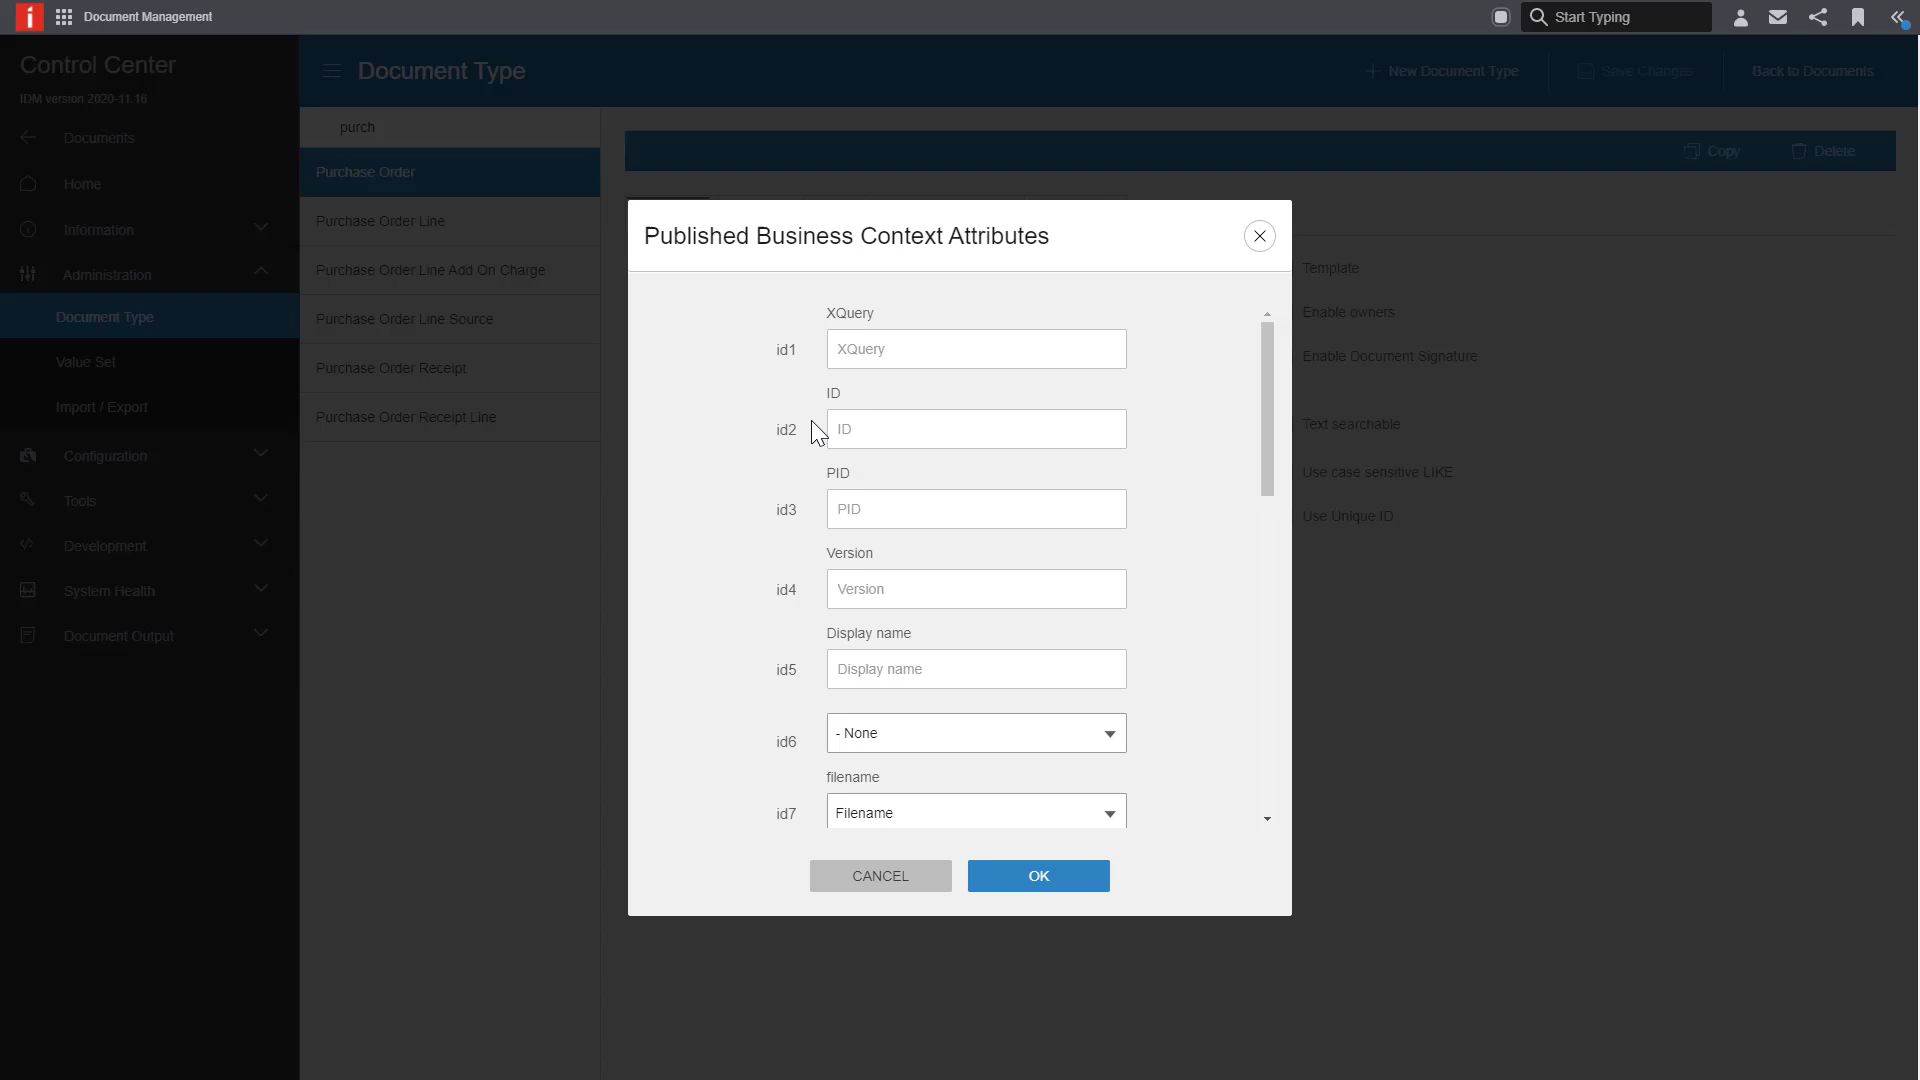 i
Document Management
Start Typing
Control Center
IDM version 2020-11.16
Documents
Home
Information
Administration
Document Type
Value Set
Import / Export
Configuration
Tools
Development
System Health
Document Output
Document Type
New Document Type
Save Changes
Back to Documents
purch
Purchase Order
Purchase Order Line
Purchase Order Line Add On Charge
Purchase Order Line Source
Purchase Order Receipt
Purchase Order Receipt Line
Copy
Delete
Published Business Context Attributes
XQuery
id1
XQuery
ID
id2
ID
PID
id3
PID
Version
id4
Version
Display name
id5
Display name
id6
- None
filename
id7
Filename
CANCEL
OK
Template
Enable owners
Enable Document Signature
Text searchable
Use case sensitive LIKE
Use Unique ID